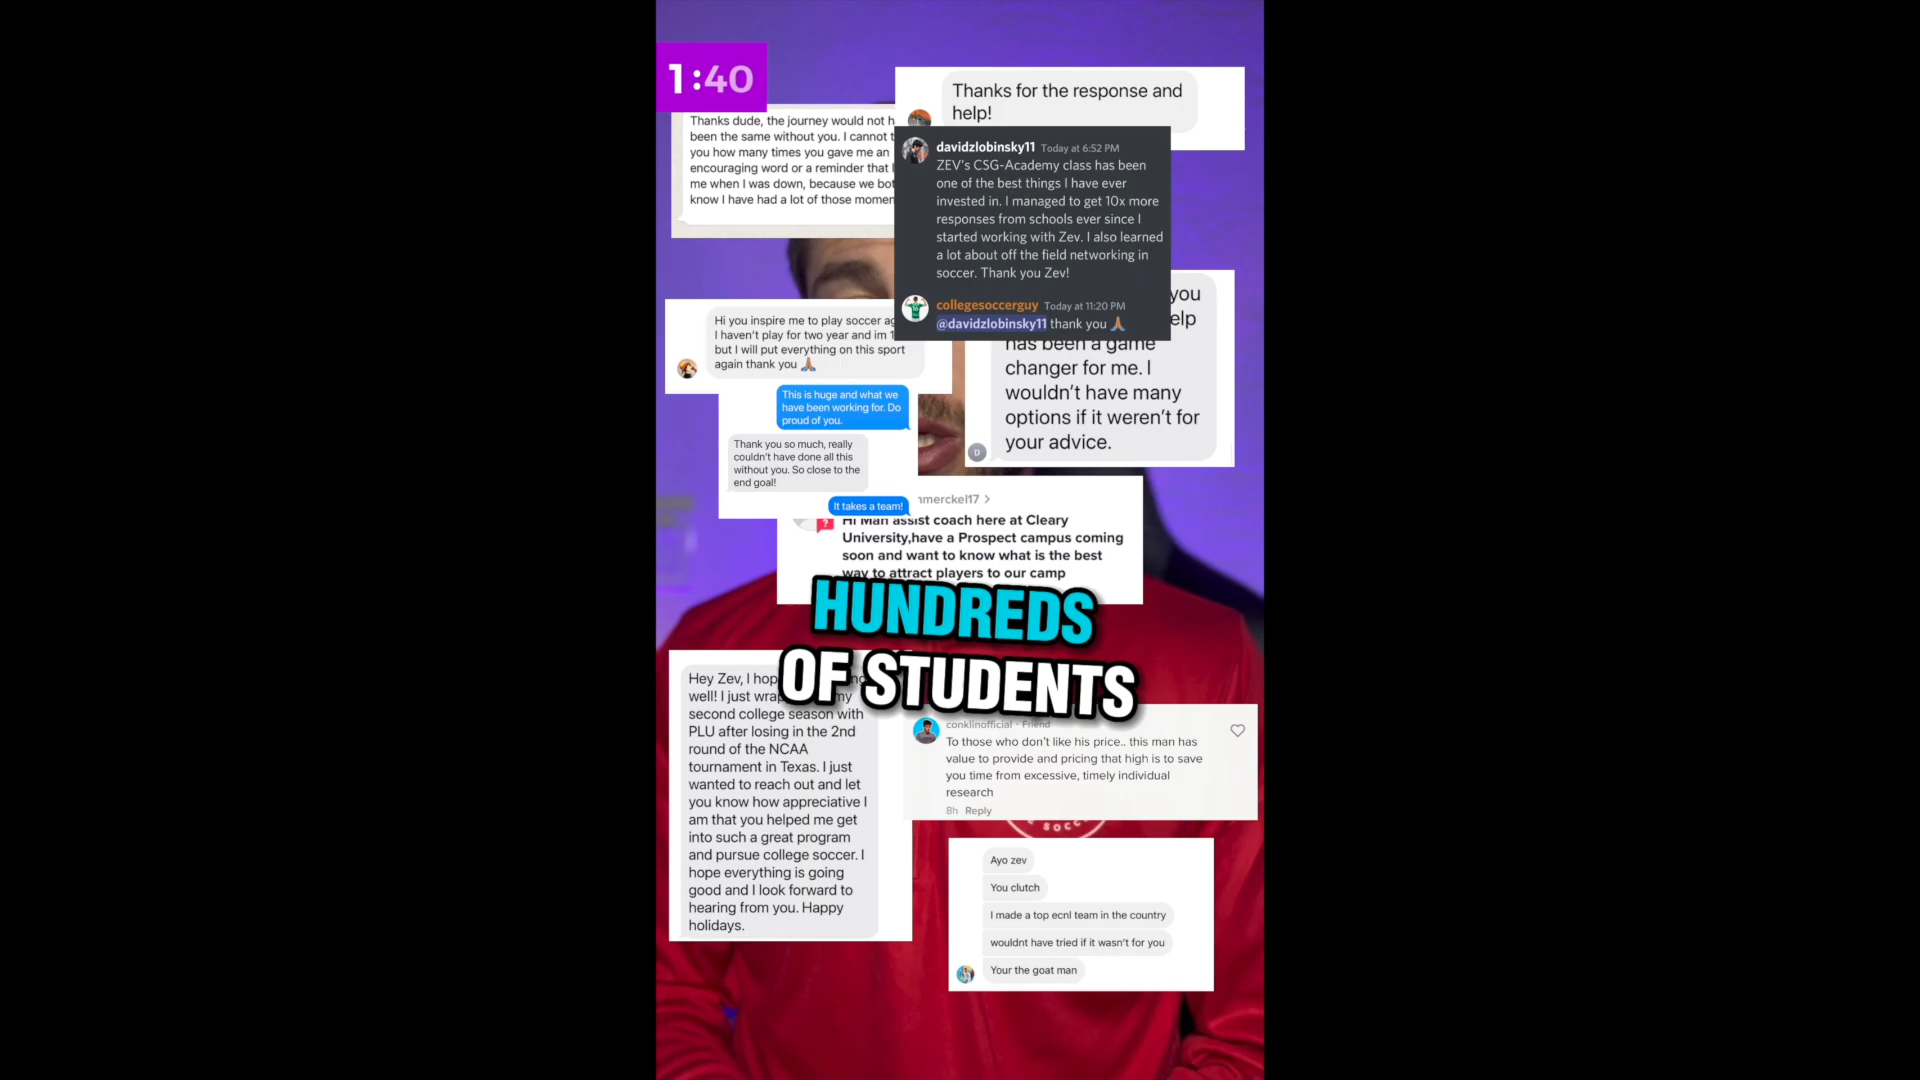 1:40
Thanks for the response and
help!
Thanks dude, the journey would not h
been the same without you. I cannot t
you how many times you gave me an
encouraging word or a reminder that
me when I was down, because we bot
know I have had a lot of those momen
davidzlobinsky11 Today at 6:52 PM
ZEV's CSG-Academy class has been
one of the best things I have ever
invested in. I managed to get 10x more
responses from schools ever since I
started working with Zev. I also learned
a lot about off the field networking in
soccer. Thank you Zev!
collegesoccerguy Today at 11:20 PM
@davidzlobinsky11 thank you 🙏🏽
you
elp
has been a game
changer for me. I
wouldn't have many
options if it weren't for
your advice.
D
Hi you inspire me to play soccer ag
I haven't play for two year and im 1
but I will put everything on this sport
again thank you 🙏🏽
This is huge and what we
have been working for. Do
proud of you.
Thank you so much, really
couldn't have done all this
without you. So close to the
end goal!
It takes a team!
merckel17 >
?
Hi Man assist coach here at Cleary
University,have a Prospect campus coming
soon and want to know what is the best
way to attract players to our camp
HUNDREDS
OF STUDENTS
Hey Zev, I hop
well! I just wrap my
second college season with
PLU after losing in the 2nd
round of the NCAA
tournament in Texas. I just
wanted to reach out and let
you know how appreciative I
am that you helped me get
into such a great program
and pursue college soccer. I
hope everything is going
good and I look forward to
hearing from you. Happy
holidays.
conklinofficial · Friend
To those who don't like his price.. this man has
value to provide and pricing that high is to save
you time from excessive, timely individual
research
8h Reply
SOCC
Ayo zev
You clutch
I made a top ecnl team in the country
wouldnt have tried if it wasn't for you
Your the goat man